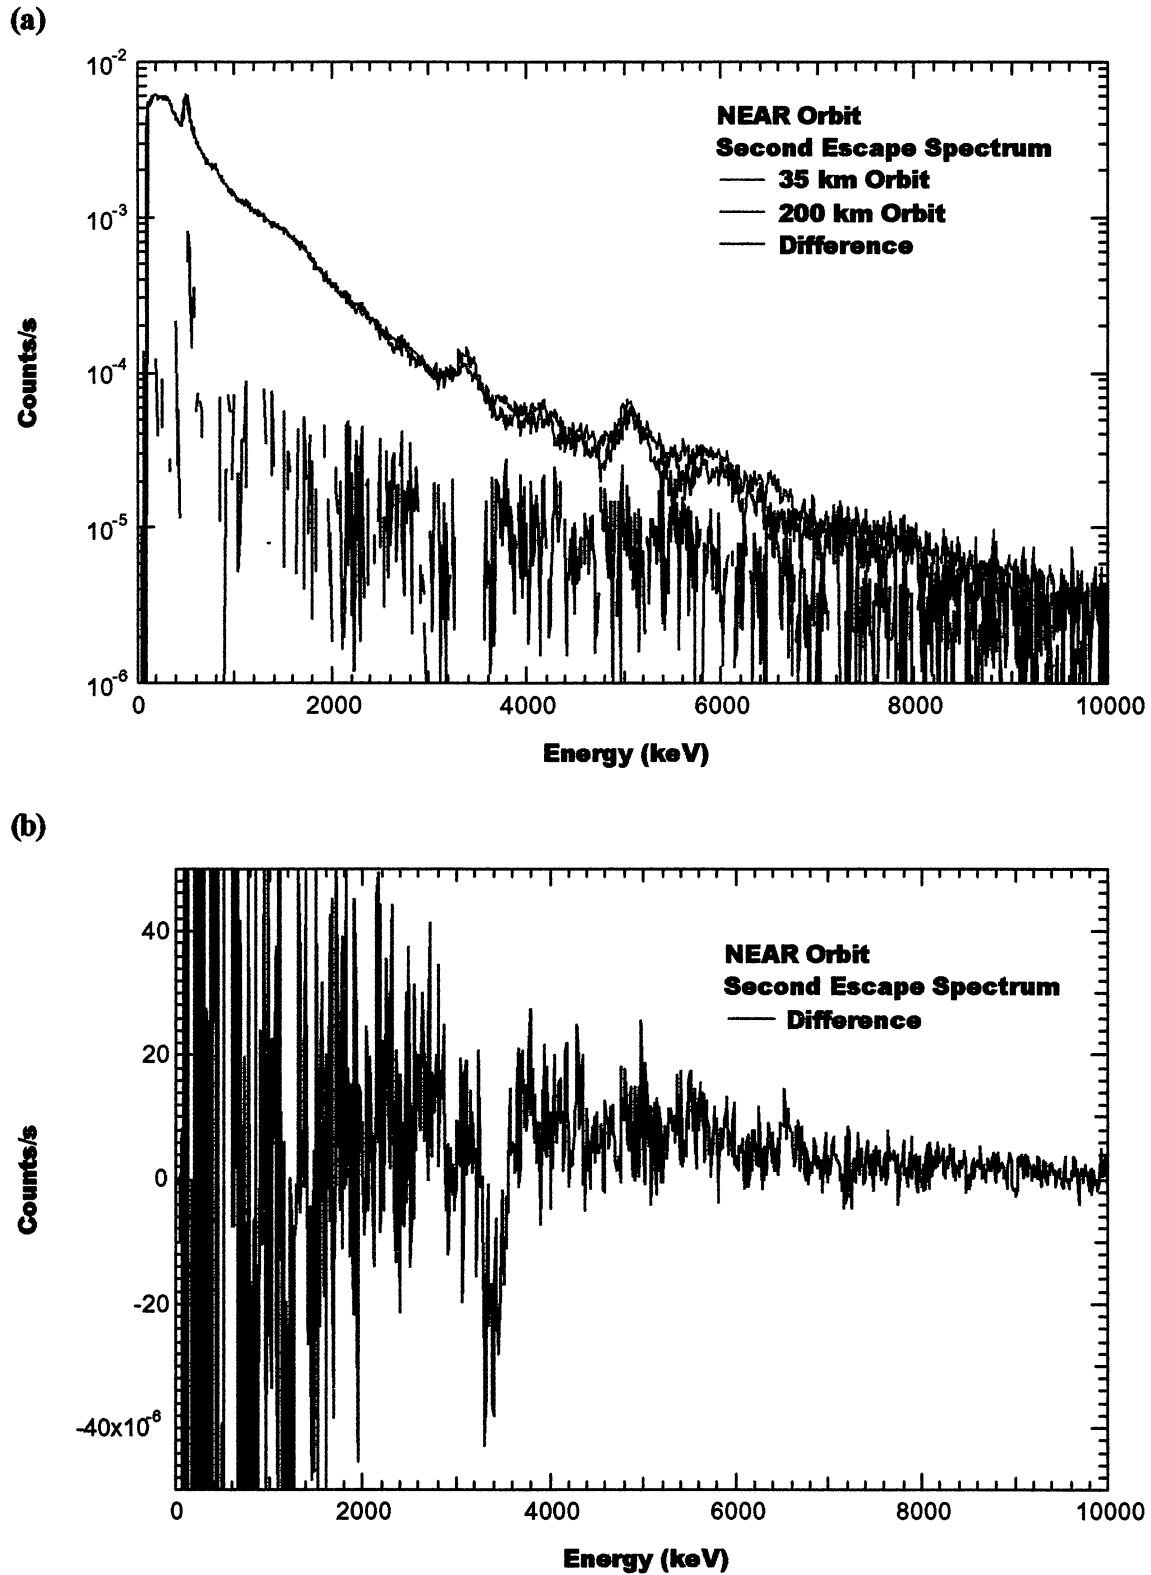 (a)
10-2
10-3
10-4
10-5
10-6
Counts/s
NEAR Orbit
Second Escape Spectrum
35 km Orbit
200 km Orbit
Difference
0 2000 4000 6000 8000 10000
Energy (keV)
(b)
40
20
0
-20
-40x10-6
Counts/s
NEAR Orbit
Second Escape Spectrum
Difference
0 2000 4000 6000 8000 10000
Energy (keV)